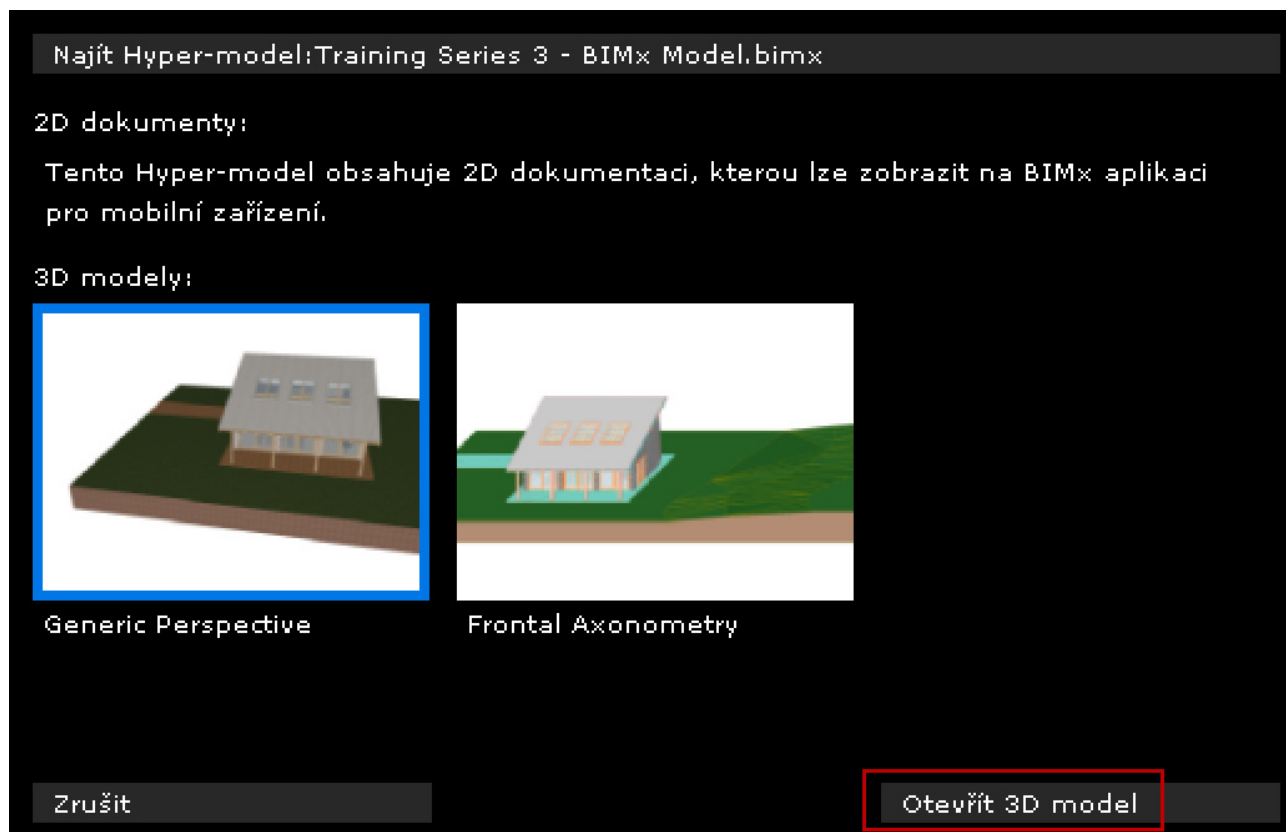 Najít Hyper-model:Training Series 3 - BIMx Model.bimx
2D dokumenty:
Tento Hyper-model obsahuje 2D dokumentaci, kterou lze zobrazit na BIMx aplikaci
pro mobilní zařízení.
3D modely:
Generic Perspective
Frontal Axonometry
Zrušit
Otevřít 3D model